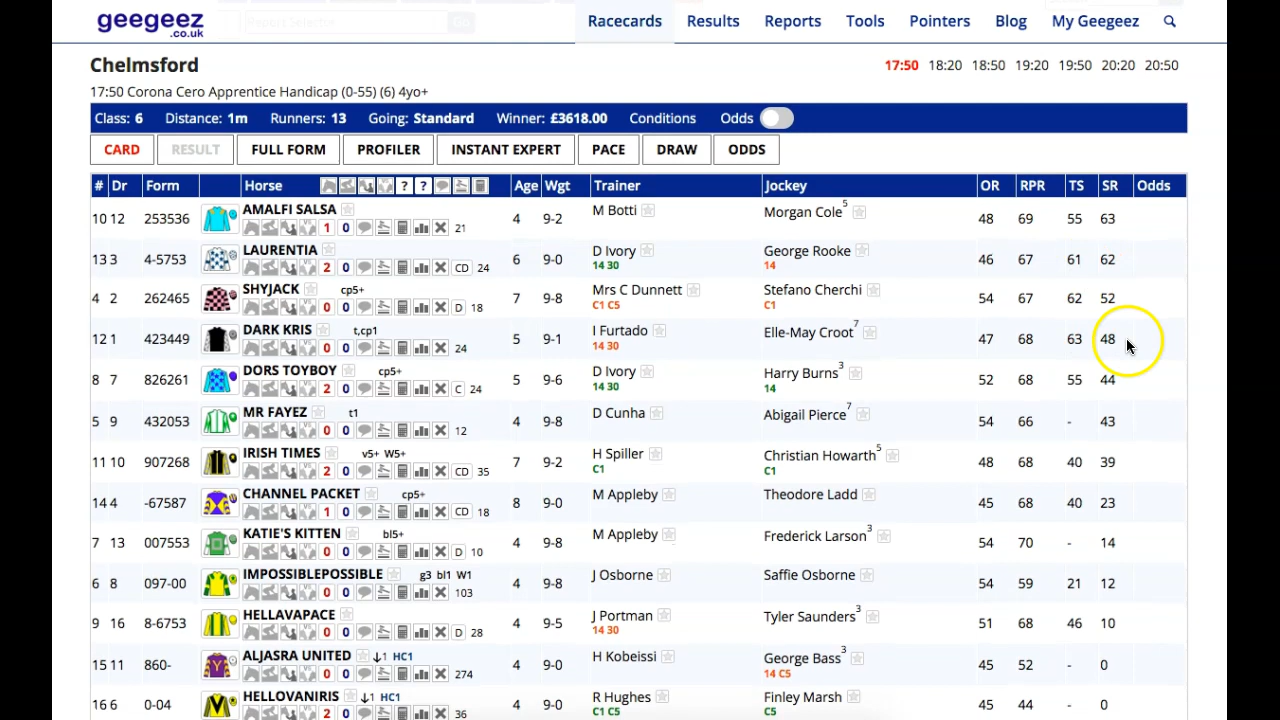 geegeez
.co.uk
Repeat Selector Go
Racecards Results Reports Tools Pointers Blog My Geegeez
Chelmsford
17:50 18:20 18:50 19:20 19:50 20:20 20:50
17:50 Corona Cero Apprentice Handicap (0-55) (6) 4yo+
Class: 6 Distance: 1m Runners: 13 Going: Standard Winner: £3618.00 Conditions Odds
CARD RESULT FULL FORM PROFILER INSTANT EXPERT PACE DRAW ODDS
# Dr Form Horse ? ? Age Wgt Trainer Jockey OR RPR TS SR Odds
10 12 253536 AMALFI SALSA 4 9-2 M Botti Morgan Cole5 48 69 55 63
1 0 21
13 3 4-5753 LAURENTIA 6 9-0 D Ivory George Rooke 46 67 61 62
2 0 CD 24 14 30 14
4 2 262465 SHYJACK cp5+ 7 9-8 Mrs C Dunnett Stefano Cherchi 54 67 62 52
0 0 D 18 C1 C5 C1
12 1 423449 DARK KRIS t,cp1 5 9-1 I Furtado Elle-May Croot7 47 68 63 48
0 0 24 14 30
8 7 826261 DORS TOYBOY cp5+ 5 9-6 D Ivory Harry Burns3 52 68 55 44
2 0 C 24 14 30 14
5 9 432053 MR FAYEZ t1 5 9-8 D Cunha Abigail Pierce7 54 66 - 43
0 0 12
11 10 907268 IRISH TIMES v5+ W5+ 7 9-2 H Spiller Christian Howarth5 48 68 40 39
2 0 CD 35 C1 C1
14 4 -67587 CHANNEL PACKET cp5+ 8 9-0 M Appleby Theodore Ladd 45 68 40 23
1 0 CD 18
7 13 007553 KATIE'S KITTEN bl5+ 4 9-8 M Appleby Frederick Larson3 54 70 - 14
0 0 D 10
6 8 097-00 IMPOSSIBLEPOSSIBLE g3 bl1 W1 4 9-8 J Osborne Saffie Osborne 54 59 21 12
0 0 103
9 16 8-6753 HELLAVAPACE 4 9-5 J Portman Tyler Saunders3 51 68 46 10
0 0 D 28 14 30
15 11 860- ALJASRA UNITED ↓1 HC1 4 9-0 H Kobeissi George Bass3 45 52 - 0
0 0 274 14 C5
16 6 0-04 HELLOVANIRIS ↓1 HC1 4 9-0 R Hughes Finley Marsh 45 44 - 0
2 0 36 C1 C5 C5